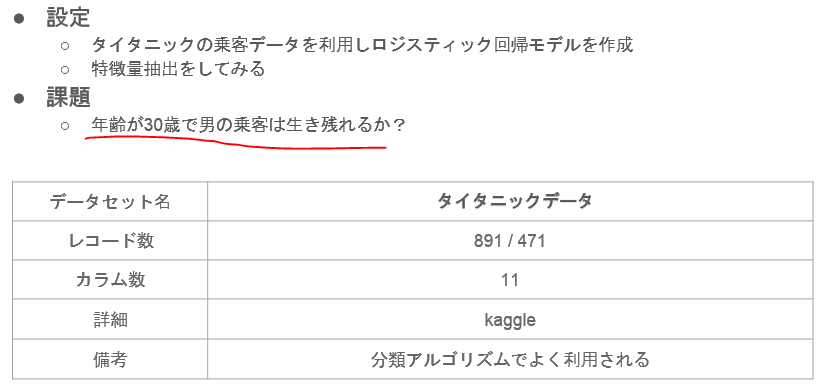 ● 設定
○ タイタニックの乗客データを利用しロジスティック回帰モデルを作成
○ 特徴量抽出をしてみる
● 課題
○ 年齢が30歳で男の乗客は生き残れるか？
データセット名 タイタニックデータ
レコード数 891 / 471
カラム数 11
詳細 kaggle
備考 分類アルゴリズムでよく利用される